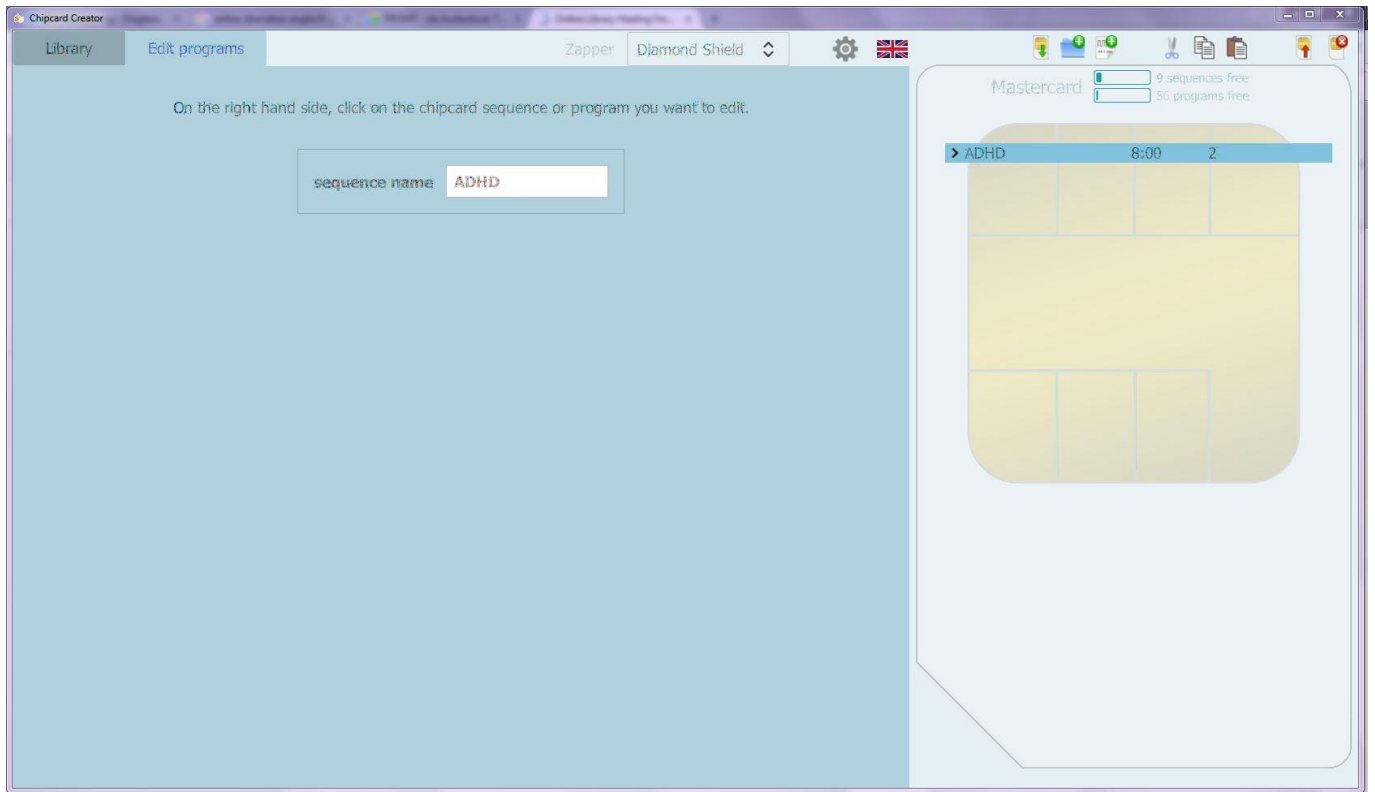 Chipcard Creator
Library
Edit programs
Zapper
Diamond Shield
On the right hand side, click on the chipcard sequence or program you want to edit.
sequence name
ADHD
Mastercard
9 sequences free
56 programs free
ADHD 8:00 2